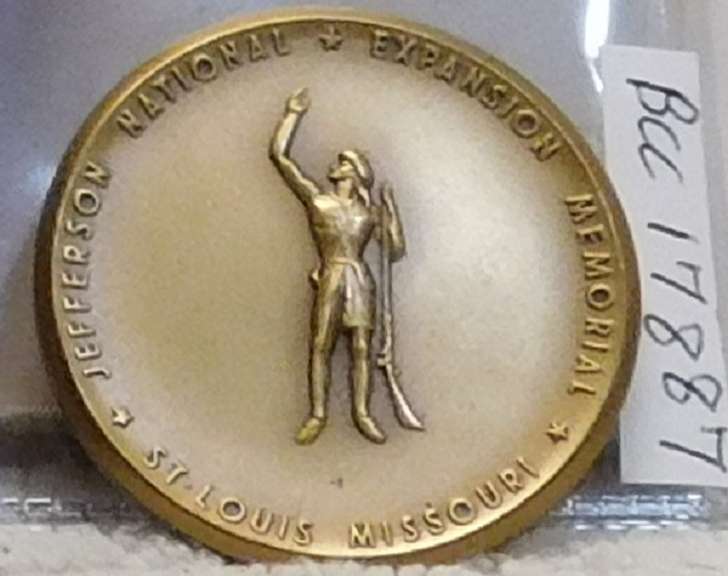 JEFFERSON NATIONAL ★ EXPANSION MEMORIAL ★
ST. LOUIS MISSOURI ★
BCC 17887